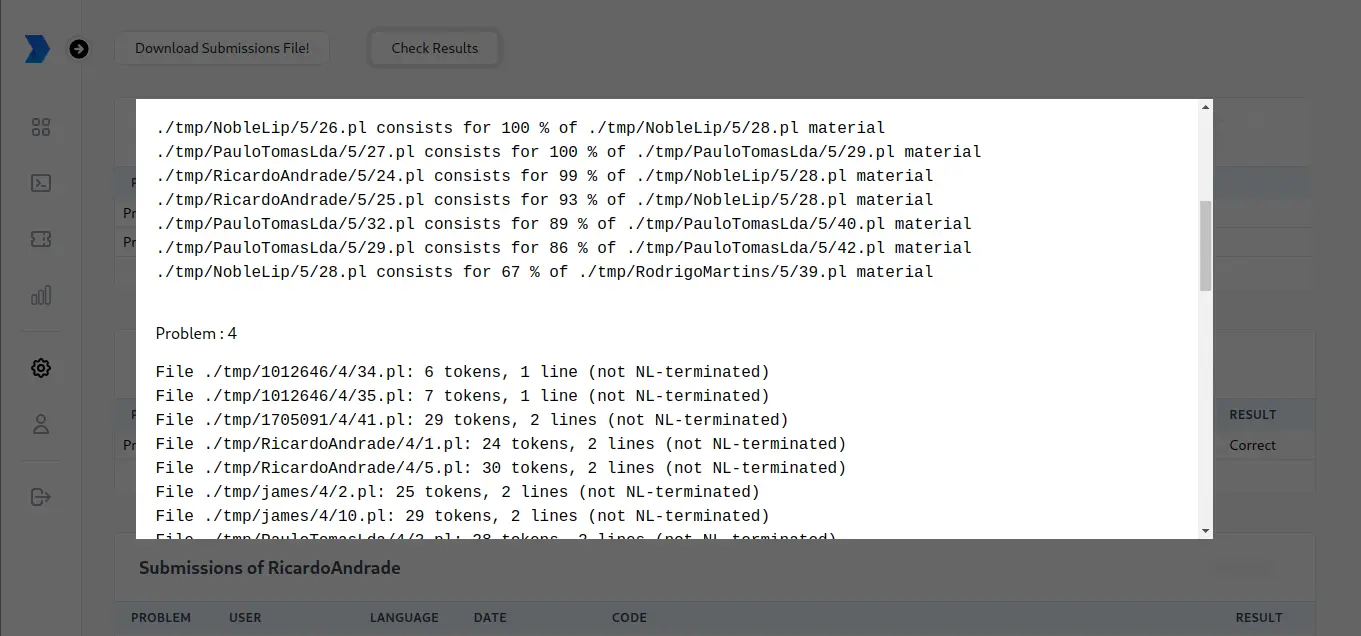 Download Submissions File!
Check Results
./tmp/NobleLip/5/26.pl consists for 100 % of ./tmp/NobleLip/5/28.pl material
./tmp/PauloTomasLda/5/27.pl consists for 100 % of ./tmp/PauloTomasLda/5/29.pl material
./tmp/RicardoAndrade/5/24.pl consists for 99 % of ./tmp/NobleLip/5/28.pl material
./tmp/RicardoAndrade/5/25.pl consists for 93 % of ./tmp/NobleLip/5/28.pl material
./tmp/PauloTomasLda/5/32.pl consists for 89 % of ./tmp/PauloTomasLda/5/40.pl material
./tmp/PauloTomasLda/5/29.pl consists for 86 % of ./tmp/PauloTomasLda/5/42.pl material
./tmp/NobleLip/5/28.pl consists for 67 % of ./tmp/RodrigoMartins/5/39.pl material
Problem : 4
File ./tmp/1012646/4/34.pl: 6 tokens, 1 line (not NL-terminated)
File ./tmp/1012646/4/35.pl: 7 tokens, 1 line (not NL-terminated)
File ./tmp/1705091/4/41.pl: 29 tokens, 2 lines (not NL-terminated)
RESULT
File ./tmp/RicardoAndrade/4/1.pl: 24 tokens, 2 lines (not NL-terminated)
Correct
File ./tmp/RicardoAndrade/4/5.pl: 30 tokens, 2 lines (not NL-terminated)
File ./tmp/james/4/2.pl: 25 tokens, 2 lines (not NL-terminated)
File ./tmp/james/4/10.pl: 29 tokens, 2 lines (not NL-terminated)
Submissions of RicardoAndrade
PROBLEM USER LANGUAGE DATE CODE RESULT